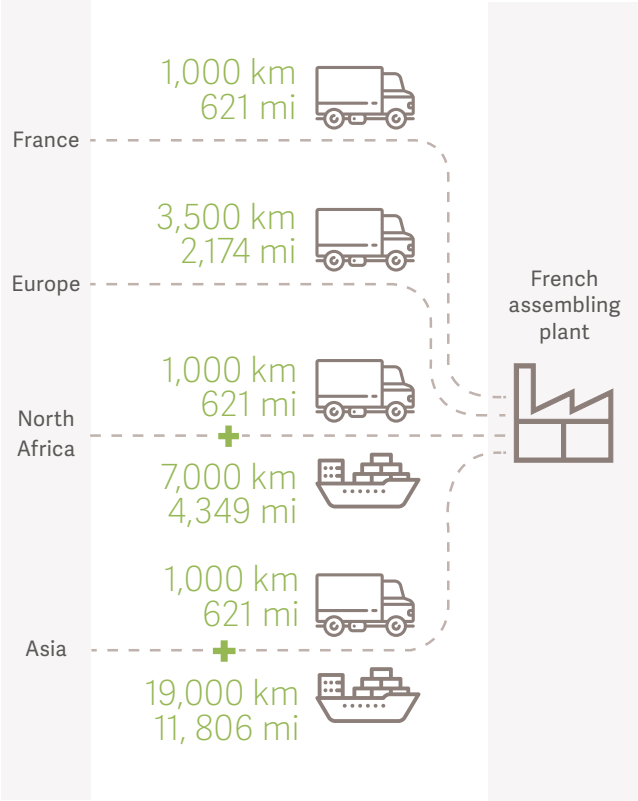 1,000 km
621 mi
France
3,500 km
2,174 mi
Europe
French
assembling
plant
1,000 km
621 mi
North
Africa
+
7,000 km
4,349 mi
1,000 km
621 mi
Asia
+
19,000 km
11, 806 mi